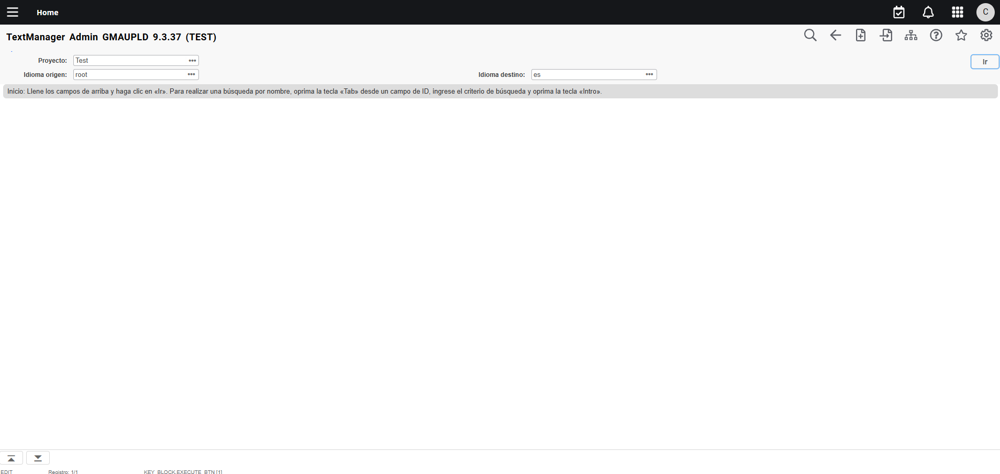 Home
C
TextManager Admin GMAUPLD 9.3.37 (TEST)
Proyecto: Test
Ir
Idioma origen: root
Idioma destino: es
Inicio: Llene los campos de arriba y haga clic en «Ir». Para realizar una búsqueda por nombre, oprima la tecla «Tab» desde un campo de ID, ingrese el criterio de búsqueda y oprima la tecla «Intro».
EDIT
Registro: 1/1
KEY_BLOCK.EXECUTE_BTN [1]